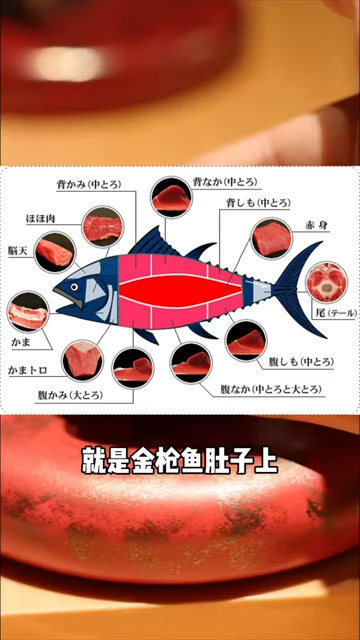 背かみ(中とろ)
背なか(中とろ)
ほほ肉
背しも(中とろ)
赤身
脳天
尾(テール)
かま
かまトロ
腹しも(中とろ)
腹かみ(大とろ)
腹なか(中とろと大とろ)
就是金枪鱼肚子上